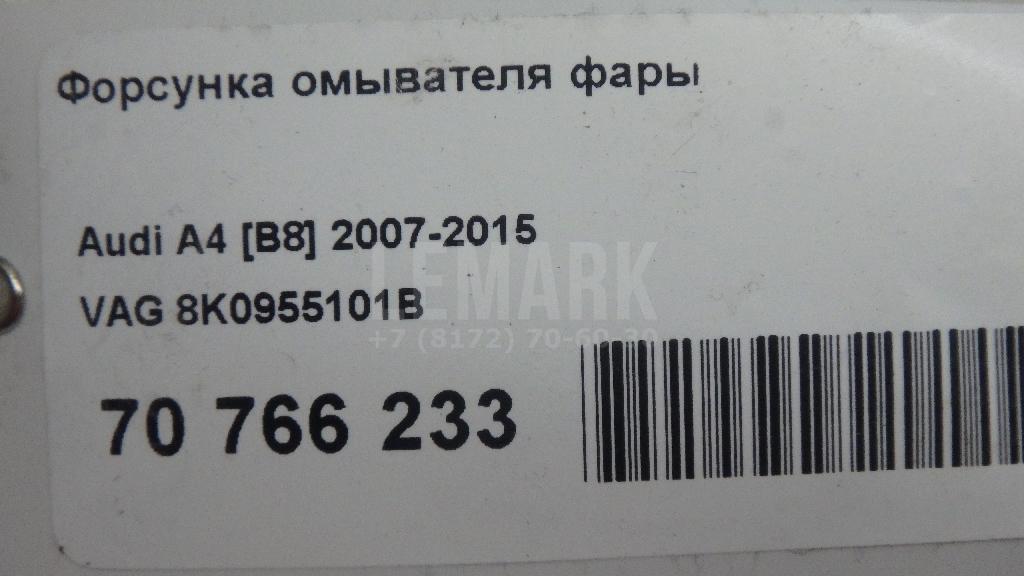 Форсунка омывателя фары
Audi A4 [B8] 2007-2015
LEMARK
VAG 8K0955101B
+7 (8172) 70-60-30
70 766 233